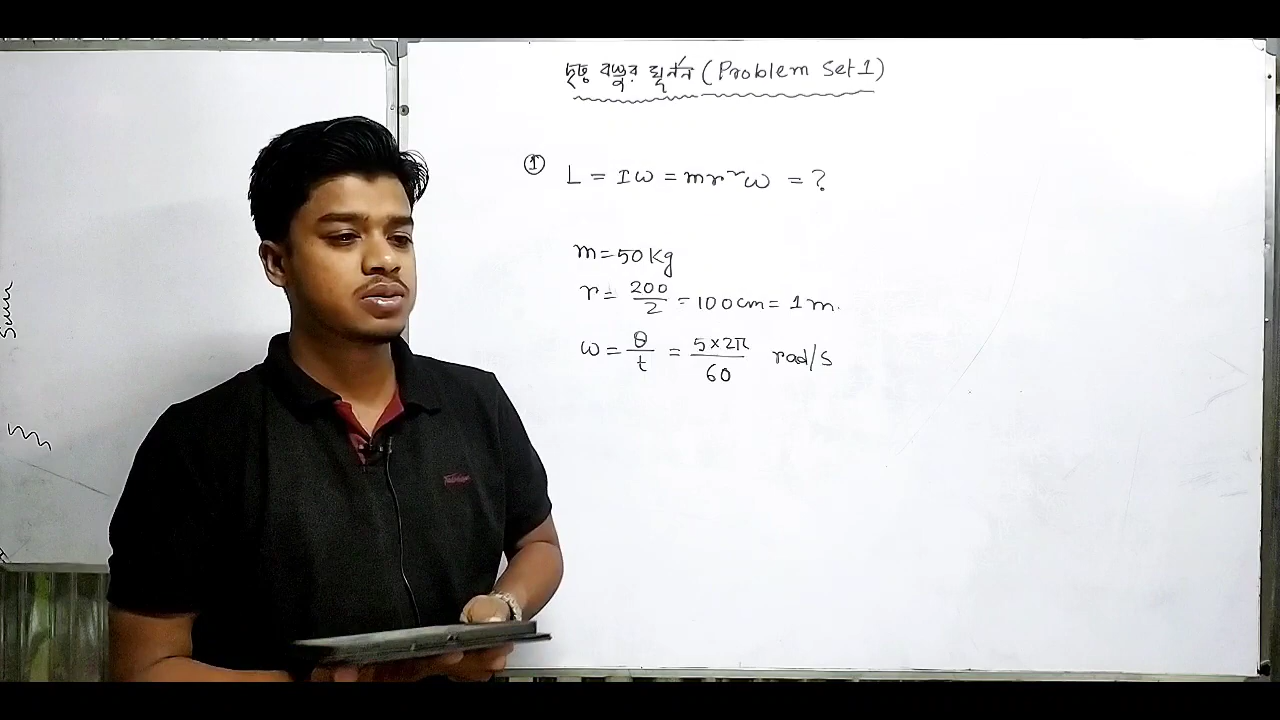 দৃঢ় বস্তুর ঘূর্ণন (Problem Set 1)
① L = Iω = mr²ω = ?
m = 50 Kg
r = 200/2 = 100 cm = 1 m.
ω = θ/t = 5×2π/60 rad/s